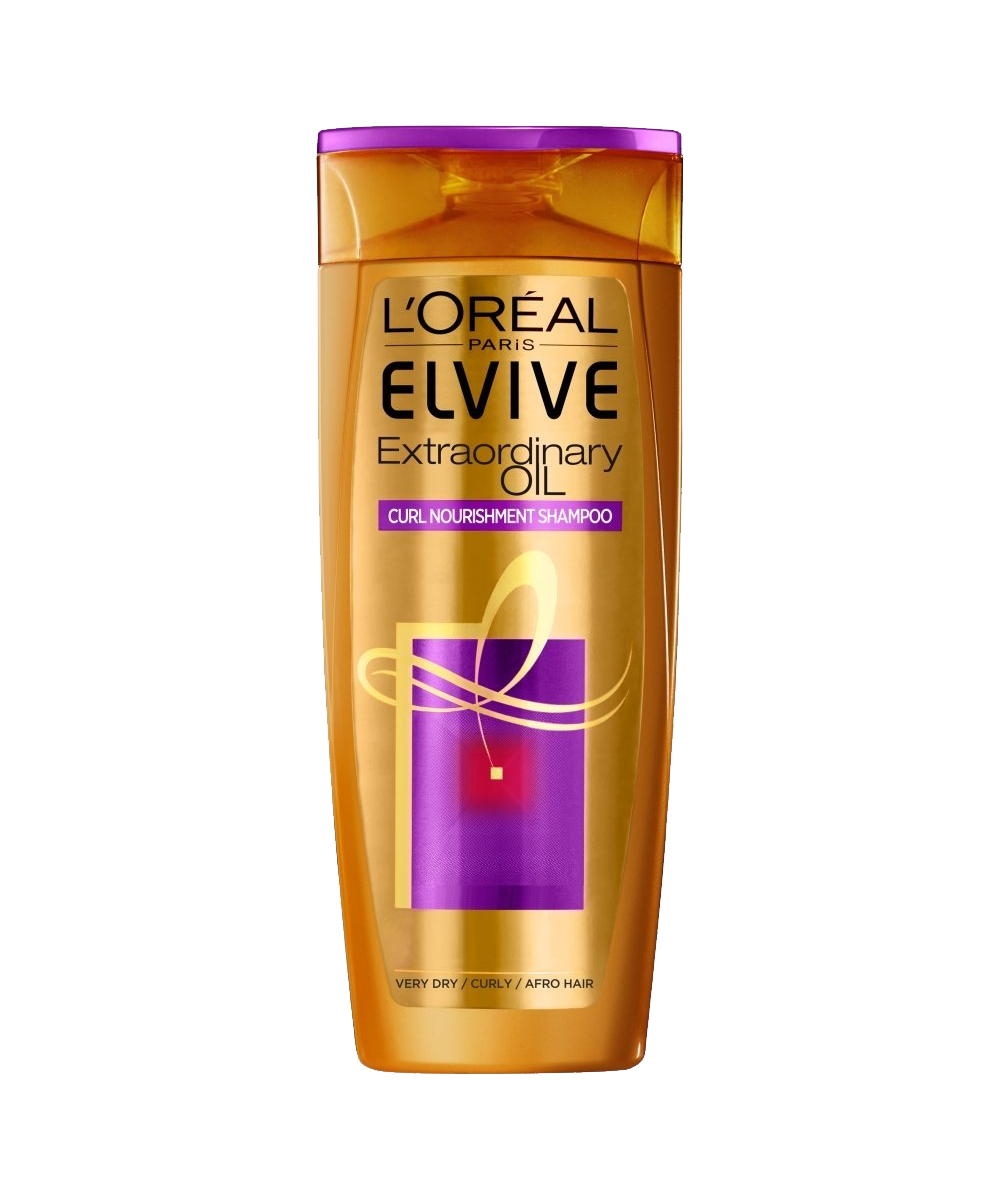 L'ORÉAL
PARiS
ELVIVE
Extraordinary
OIL
CURL NOURISHMENT SHAMPOO
VERY DRY / CURLY / AFRO HAIR